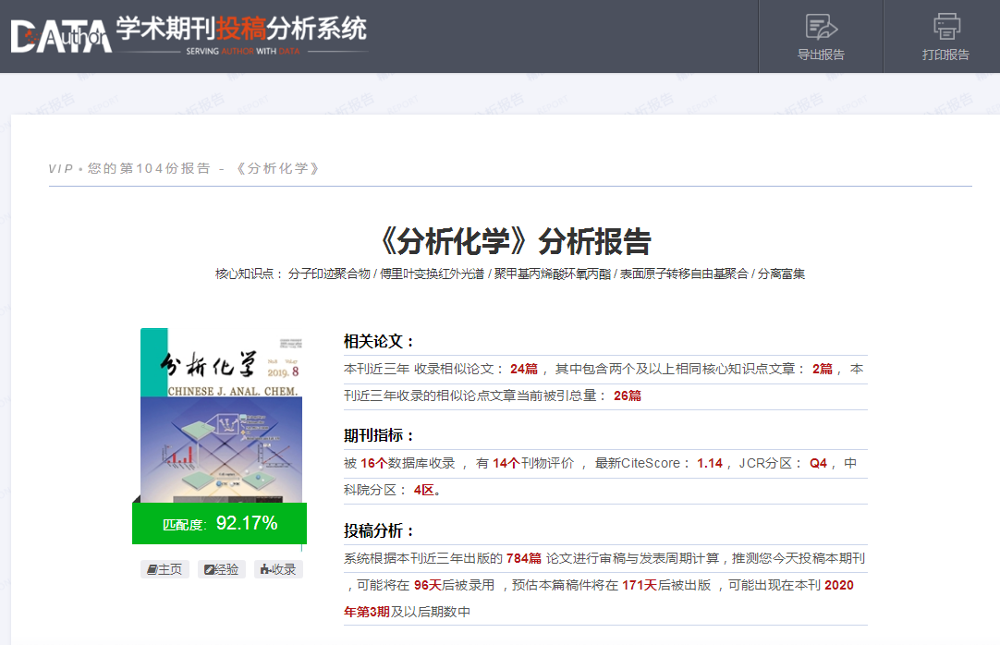 DATA Author 学术期刊投稿分析系统
SERVING AUTHOR WITH DATA
导出报告
打印报告
VIP • 您的第104份报告 - 《分析化学》
《分析化学》分析报告
核心知识点： 分子印迹聚合物 / 傅里叶变换红外光谱 / 聚甲基丙烯酸环氧丙酯 / 表面原子转移自由基聚合 / 分离富集
分析化学
2019. 8
CHINESE J. ANAL. CHEM.
匹配度： 92.17%
主页
经验
收录
相关论文：
本刊近三年 收录相似论文： 24篇 ，其中包含两个及以上相同核心知识点文章： 2篇 ，本
刊近三年收录的相似论点文章当前被引总量： 26篇
期刊指标：
被 16个数据库收录 ，有 14个刊物评价 ，最新CiteScore： 1.14 ，JCR分区： Q4 ，中
科院分区： 4区。
投稿分析：
系统根据本刊近三年出版的 784篇 论文进行审稿与发表周期计算，推测您今天投稿本期刊
，可能将在 96天后被录用 ，预估本篇稿件将在 171天后被出版 ，可能出现在本刊 2020
年第3期及以后期数中